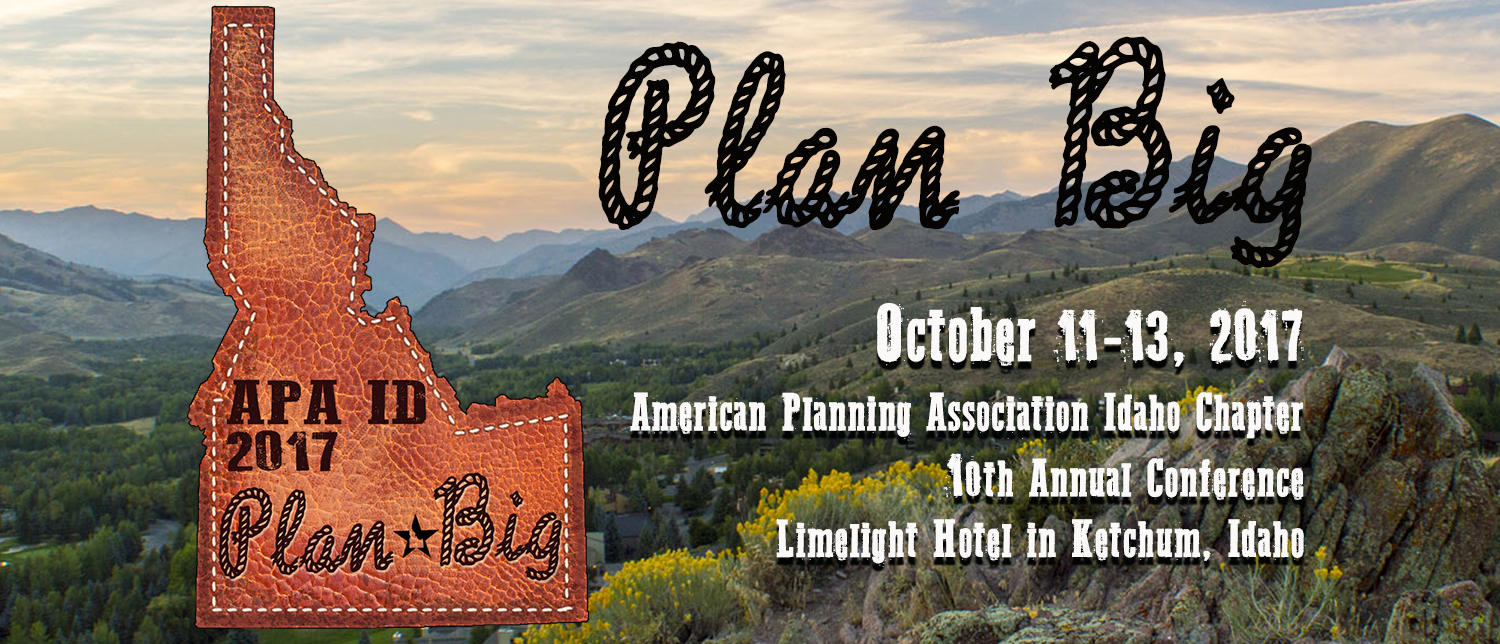 APA ID
2017
Plan Big
Plan Big
October 11-13, 2017
American Planning Association Idaho Chapter
10th Annual Conference
Limelight Hotel in Ketchum, Idaho